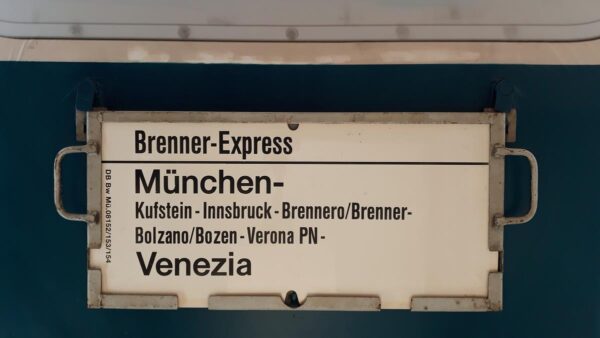 Brenner-Express
München-
Kufstein - Innsbruck - Brennero/Brenner-
Bolzano/Bozen - Verona PN -
Venezia
DB Bw Mü.08152/153/154